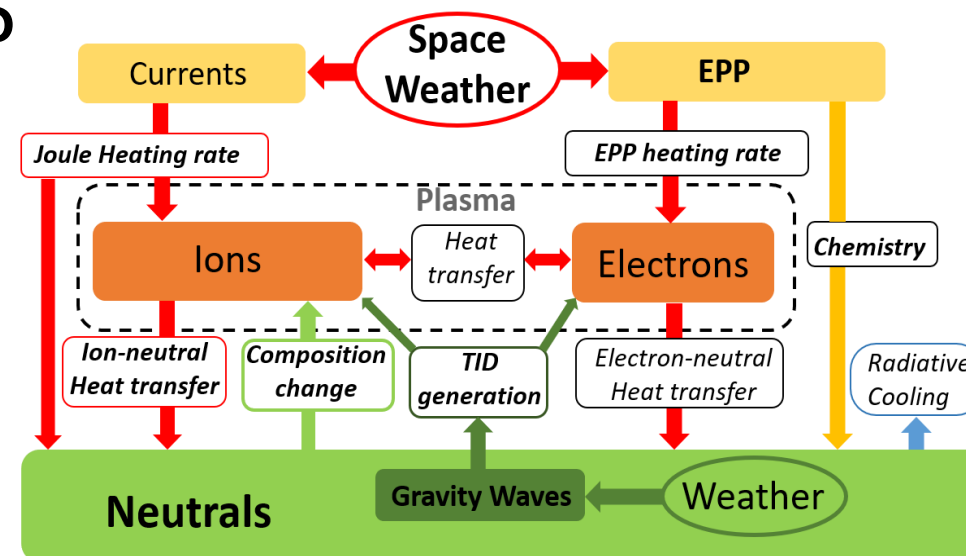 Space
Weather
Currents
EPP
Joule Heating rate
EPP heating rate
Plasma
Ions
Heat
transfer
Electrons
Chemistry
Ion-neutral
Heat transfer
Composition
change
TID
generation
Electron-neutral
Heat transfer
Radiative
Cooling
Neutrals
Gravity Waves
Weather